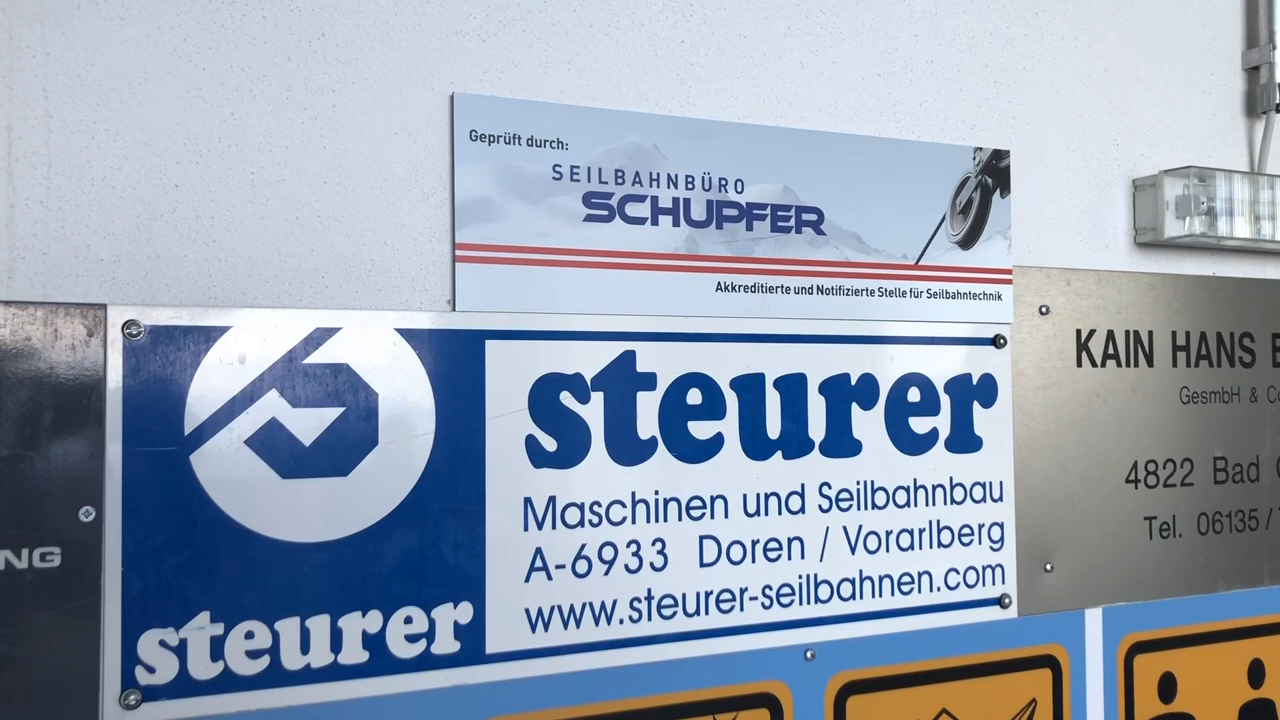 Geprüft durch:
SEILBAHNBÜRO
SCHUPFER
Akkreditierte und Notifizierte Stelle für Seilbahntechnik
steurer
Maschinen und Seilbahnbau
A-6933 Doren / Vorarlberg
www.steurer-seilbahnen.com
steurer
KAIN HANS
GesmbH &
4822 Bad
Tel. 06135/